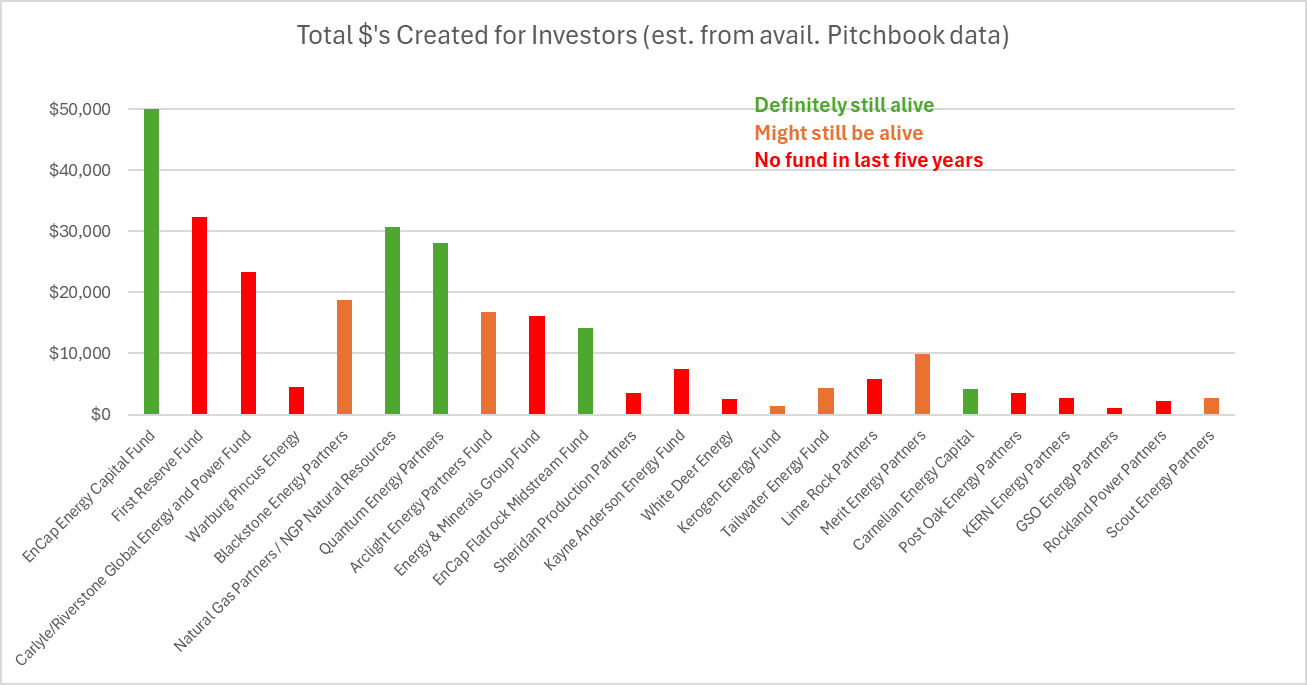 Total $'s Created for Investors (est. from avail. Pitchbook data)
Definitely still alive
Might still be alive
No fund in last five years
$50,000
$40,000
$30,000
$20,000
$10,000
$0
EnCap Energy Capital Fund
First Reserve Fund
Carlyle/Riverstone Global Energy and Power Fund
Warburg Pincus Energy
Blackstone Energy Partners
Natural Gas Partners / NGP Natural Resources
Quantum Energy Partners
Arclight Energy Partners Fund
Energy & Minerals Group Fund
EnCap Flatrock Midstream Fund
Sheridan Production Partners
Kayne Anderson Energy Fund
White Deer Energy
Kerogen Energy Fund
Tailwater Energy Fund
Lime Rock Partners
Merit Energy Partners
Carnelian Energy Capital
Post Oak Energy Partners
KERN Energy Partners
GSO Energy Partners
Rockland Power Partners
Scout Energy Partners